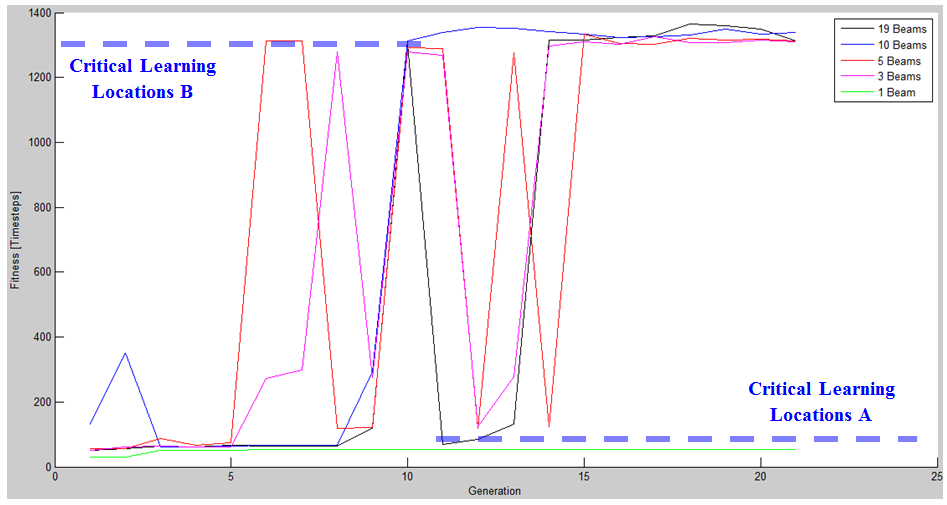 1400
1200
1000
800
600
400
200
0
Fitness [Timesteps]
Critical Learning
Locations B
19 Beams
10 Beams
5 Beams
3 Beams
1 Beam
Critical Learning
Locations A
0 5 10 15 20 25
Generation